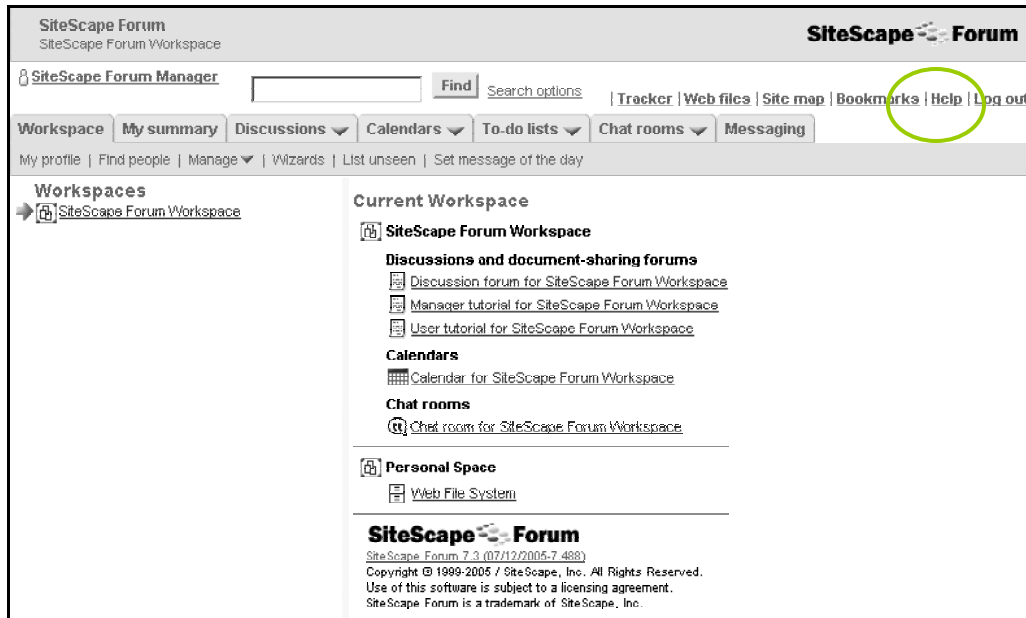 SiteScape Forum
SiteScape Forum Workspace
SiteScape Forum
SiteScape Forum Manager
Find
Search options
| Tracker | Web files | Site map | Bookmarks | Help | Log out
Workspace
My summary
Discussions
Calendars
To-do lists
Chat rooms
Messaging
My profile | Find people | Manage | Wizards | List unseen | Set message of the day
Workspaces
SiteScape Forum Workspace
Current Workspace
SiteScape Forum Workspace
Discussions and document-sharing forums
Discussion forum for SiteScape Forum Workspace
Manager tutorial for SiteScape Forum Workspace
User tutorial for SiteScape Forum Workspace
Calendars
Calendar for SiteScape Forum Workspace
Chat rooms
Chat room for SiteScape Forum Workspace
Personal Space
Web File System
SiteScape Forum
SiteScape Forum 7.3 (07/12/2005-7.488)
Copyright © 1999-2005 / SiteScape, Inc. All Rights Reserved.
Use of this software is subject to a licensing agreement.
SiteScape Forum is a trademark of SiteScape, Inc.